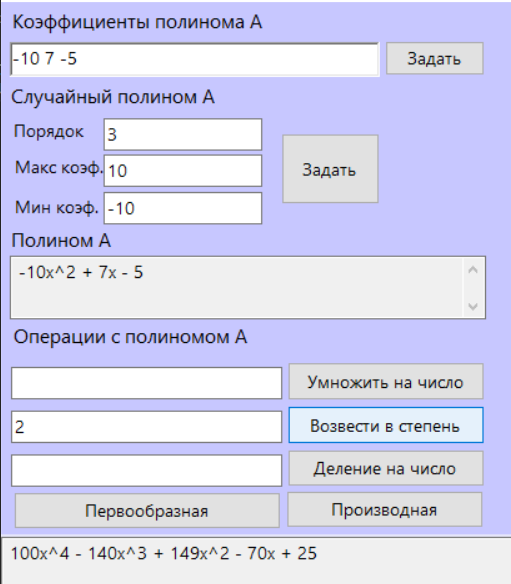 Коэффициенты полинома А
-10 7 -5 Задать
Случайный полином А
Порядок 3
Макс коэф. 10 Задать
Мин коэф. -10
Полином А
-10x^2 + 7x - 5
Операции с полиномом А
Умножить на число
2 Возвести в степень
Деление на число
Первообразная Производная
100x^4 - 140x^3 + 149x^2 - 70x + 25